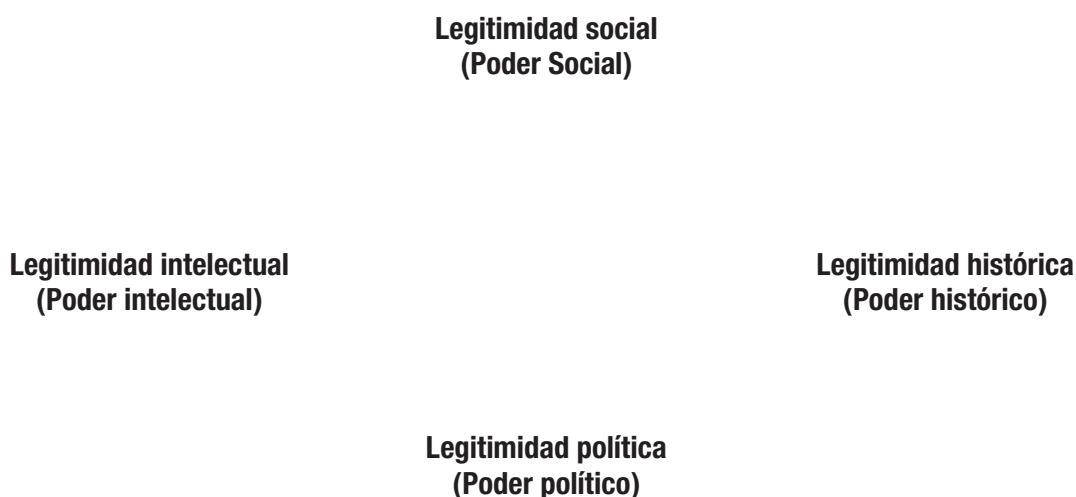 Legitimidad social
(Poder Social)
Legitimidad intelectual
(Poder intelectual)
Legitimidad histórica
(Poder histórico)
Legitimidad política
(Poder político)